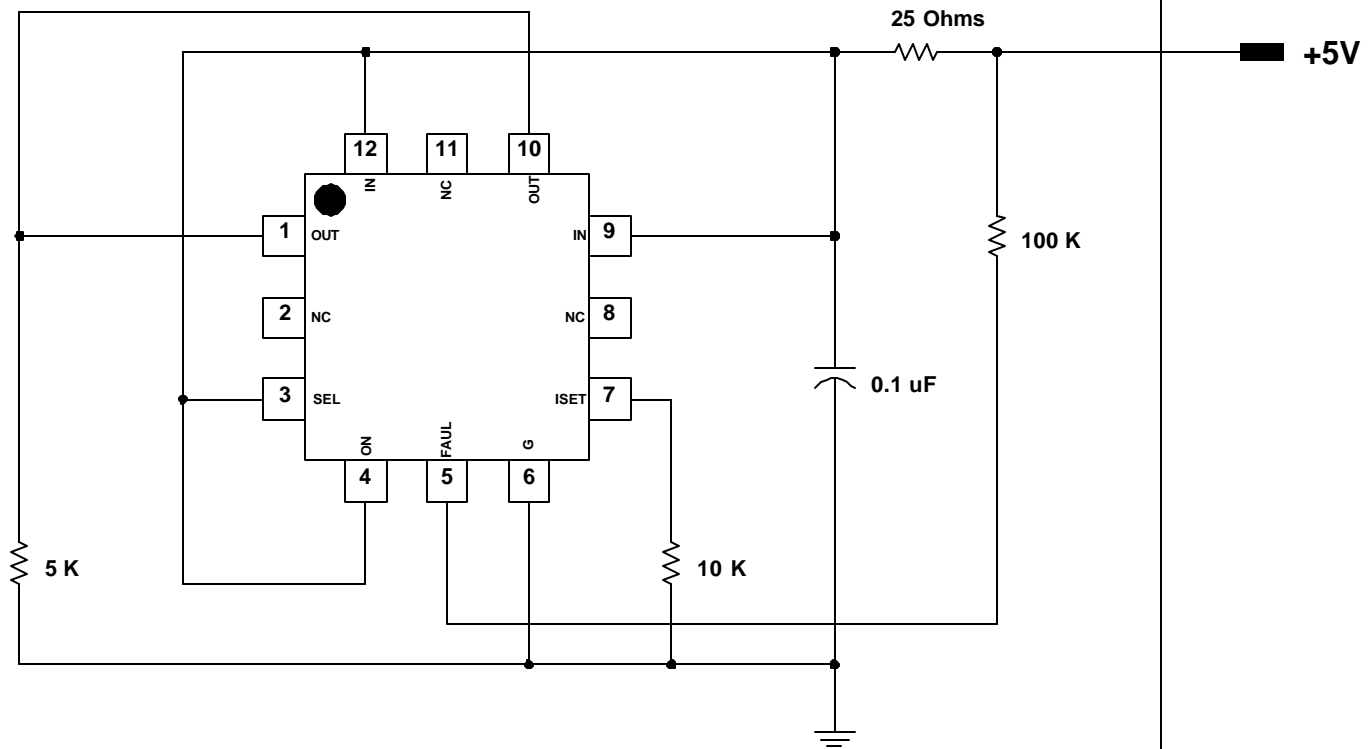 25 Ohms
+5V
12
11
10
IN
NC
OUT
1
OUT
IN
9
100 K
2
NC
NC
8
3
SEL
ISET
7
0.1 uF
ON
FAUL
G
4
5
6
5 K
10 K